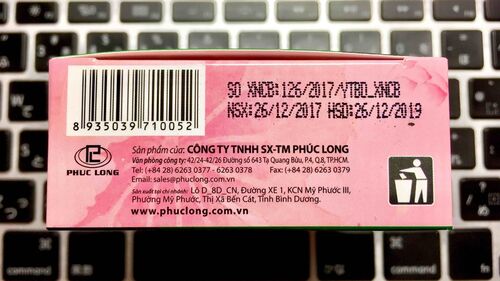 SO XNCB:126/2017/YTBD_XNCB
NSX:26/12/2017 HSD:26/12/2019
8 935039 710052
PHUC LONG
Sản phẩm của: CÔNG TY TNHH SX-TM PHÚC LONG
Văn phòng công ty: 42/24-42/26 Đường số 643 Tạ Quang Bửu, P.4, Q.8, TP.HCM.
Tel: (+84 28) 6263 0377 - 6263 0378 Fax: (+84 28) 6263 0379
Email: sales@phuclong.com.vn
Sản xuất tại chi nhánh: Lô D_8D_CN, Đường XE 1, KCN Mỹ Phước III,
Phường Mỹ Phước, Thị Xã Bến Cát, Tỉnh Bình Dương.
www.phuclong.com.vn